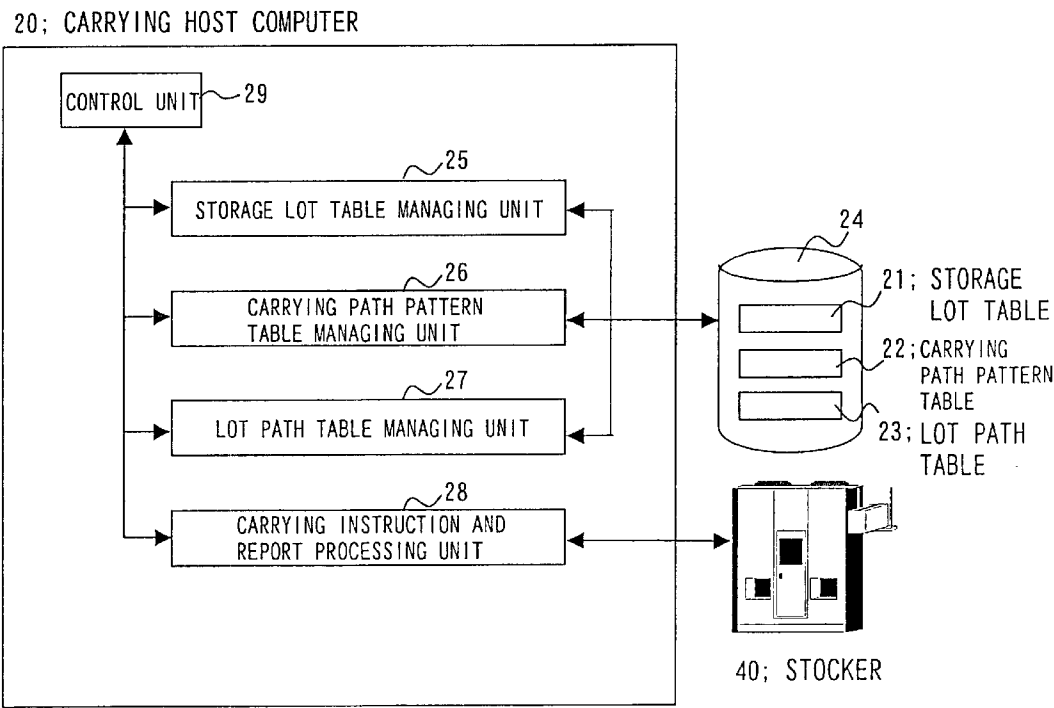 20; CARRYING HOST COMPUTER
CONTROL UNIT
29
25
STORAGE LOT TABLE MANAGING UNIT
26
CARRYING PATH PATTERN
TABLE MANAGING UNIT
27
LOT PATH TABLE MANAGING UNIT
28
CARRYING INSTRUCTION AND
REPORT PROCESSING UNIT
24
21; STORAGE
LOT TABLE
22; CARRYING
PATH PATTERN
TABLE
23; LOT PATH
TABLE
40; STOCKER